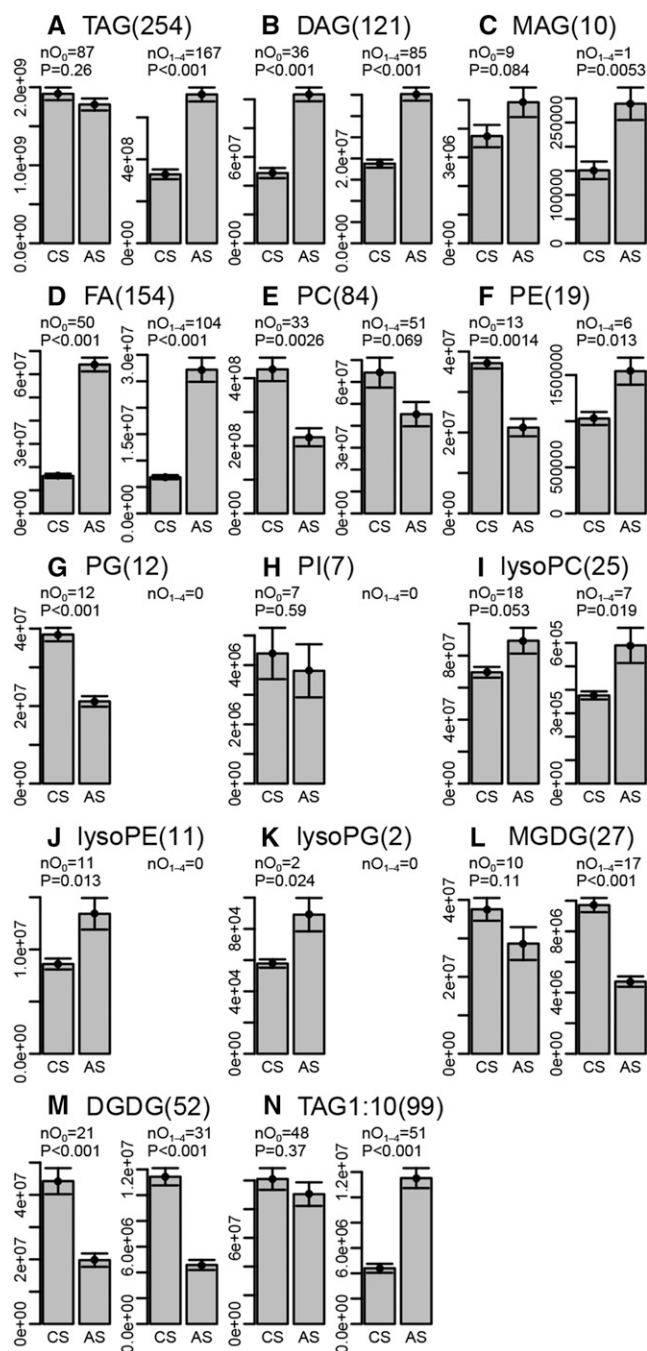 A TAG(254) B DAG(121) C MAG(10)
nO₀=87 nO₁₋₄=167 nO₀=36 nO₁₋₄=85 nO₀=9 nO₁₋₄=1
P=0.26 P<0.001 P<0.001 P<0.001 P=0.084 P=0.0053
0.0e+00 1.0e+09 2.0e+09
0e+00 4e+08
0e+00 6e+07
0.0e+00 2.0e+07
0e+00 3e+06
0 100000 250000
CS AS CS AS CS AS CS AS CS AS CS AS
D FA(154) E PC(84) F PE(19)
nO₀=50 nO₁₋₄=104 nO₀=33 nO₁₋₄=51 nO₀=13 nO₁₋₄=6
P<0.001 P<0.001 P=0.0026 P=0.069 P=0.0014 P=0.013
0e+00 3e+07 6e+07
0.0e+00 1.5e+07 3.0e+07
0e+00 2e+08 4e+08
0e+00 3e+07 6e+07
0e+00 2e+07 4e+07
0 500000 1500000
CS AS CS AS CS AS CS AS CS AS CS AS
G PG(12) H PI(7) I lysoPC(25)
nO₀=12 nO₁₋₄=0 nO₀=7 nO₁₋₄=0 nO₀=18 nO₁₋₄=7
P<0.001 P=0.59 P=0.053 P=0.019
0e+00 2e+07 4e+07
0e+00 2e+06 4e+06
0e+00 4e+07 8e+07
0e+00 3e+05 6e+05
CS AS CS AS CS AS CS AS
J lysoPE(11) K lysoPG(2) L MGDG(27)
nO₀=11 nO₁₋₄=0 nO₀=2 nO₁₋₄=0 nO₀=10 nO₁₋₄=17
P=0.013 P=0.024 P=0.11 P<0.001
0.0e+00 1.0e+07
0e+00 4e+04 8e+04
0e+00 2e+07 4e+07
0e+00 4e+06 8e+06
CS AS CS AS CS AS CS AS
M DGDG(52) N TAG1:10(99)
nO₀=21 nO₁₋₄=31 nO₀=48 nO₁₋₄=51
P<0.001 P<0.001 P=0.37 P<0.001
0e+00 2e+07 4e+07
0.0e+00 6.0e+06 1.2e+07
0e+00 6e+07
0.0e+00 6.0e+06 1.2e+07
CS AS CS AS CS AS CS AS